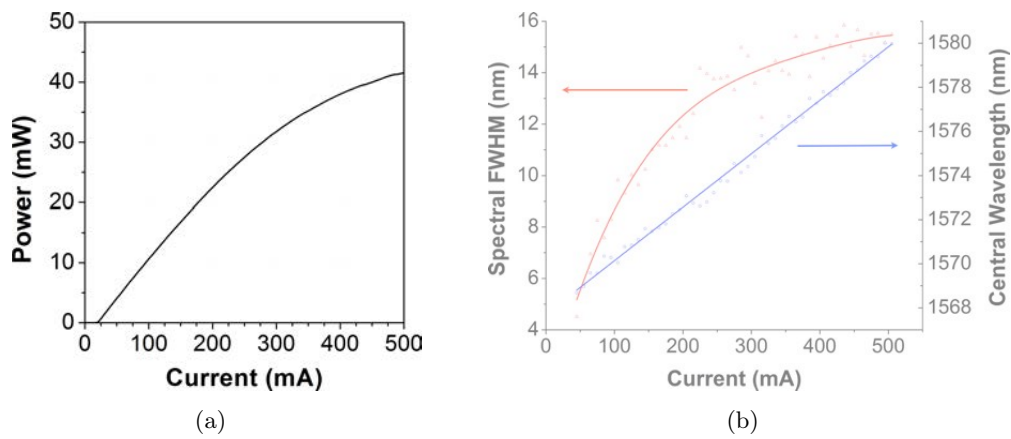 50
40
30
20
10
0
Power (mW)
0 100 200 300 400 500
Current (mA)
(a)
16
14
12
10
8
6
4
Spectral FWHM (nm)
1580
1578
1576
1574
1572
1570
1568
Central Wavelength (nm)
0 100 200 300 400 500
Current (mA)
(b)